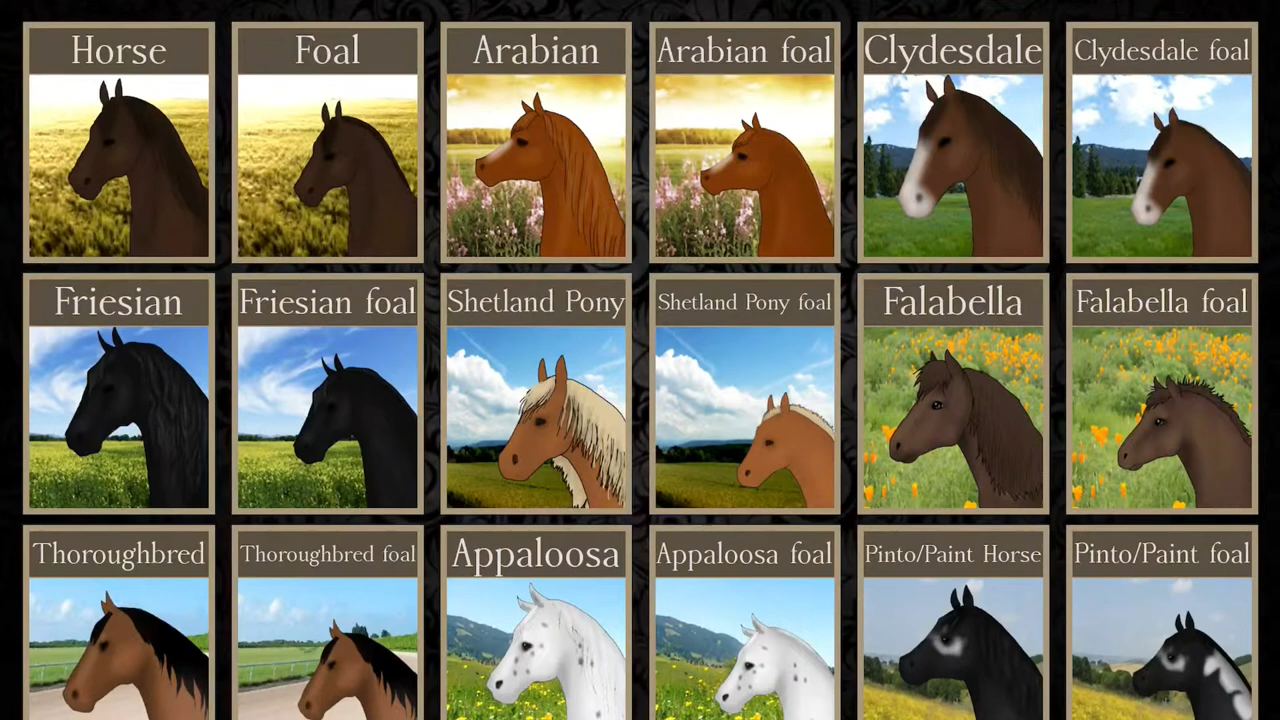 Horse
Foal
Arabian
Arabian foal
Clydesdale
Clydesdale foal
Friesian
Friesian foal
Shetland Pony
Shetland Pony foal
Falabella
Falabella foal
Thoroughbred
Thoroughbred foal
Appaloosa
Appaloosa foal
Pinto/Paint Horse
Pinto/Paint foal